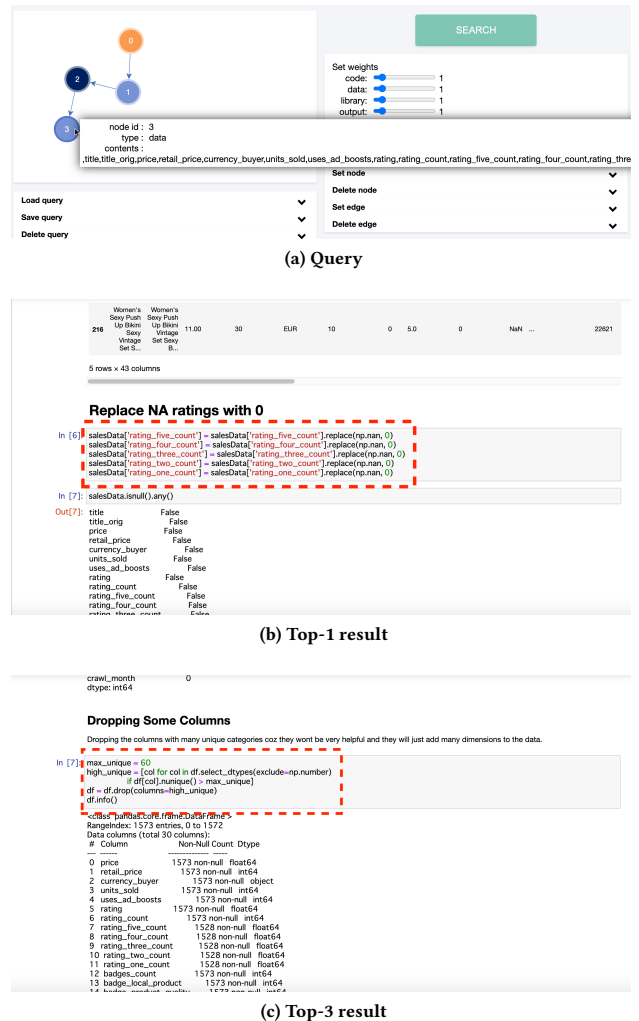 0
SEARCH
Set weights
code: 1
data: 1
library: 1
output: 1
2
1
3
node id : 3
type : data
contents :
,title,title_orig,price,retail_price,currency_buyer,units_sold,uses_ad_boosts,rating,rating_count,rating_five_count,rating_four_count,rating_thre
Set node
Delete node
Set edge
Delete edge
Load query
Save query
Delete query
(a) Query
Women's Women's
Sexy Push Sexy Push
Up Bikini Up Bikini
216 Sexy Vintage 11.00 30 EUR 10 0 5.0 0 NaN ... 22621
Vintage Set Sexy
Set S... B...
5 rows × 43 columns
Replace NA ratings with 0
In [6]: salesData['rating_five_count'] = salesData['rating_five_count'].replace(np.nan, 0)
salesData['rating_four_count'] = salesData['rating_four_count'].replace(np.nan, 0)
salesData['rating_three_count'] = salesData['rating_three_count'].replace(np.nan, 0)
salesData['rating_two_count'] = salesData['rating_two_count'].replace(np.nan, 0)
salesData['rating_one_count'] = salesData['rating_one_count'].replace(np.nan, 0)
In [7]: salesData.isnull().any()
Out[7]: title False
title_orig False
price False
retail_price False
currency_buyer False
units_sold False
uses_ad_boosts False
rating False
rating_count False
rating_five_count False
rating_four_count False
rating_three_count False
(b) Top-1 result
crawl_month 0
dtype: int64
Dropping Some Columns
Dropping the columns with many unique categories coz they wont be very helpful and they will just add many dimensions to the data.
In [7]: max_unique = 60
high_unique = [col for col in df.select_dtypes(exclude=np.number)
if df[col].nunique() > max_unique]
df = df.drop(columns=high_unique)
df.info()
<class 'pandas.core.frame.DataFrame'>
RangeIndex: 1573 entries, 0 to 1572
Data columns (total 30 columns):
# Column Non-Null Count Dtype
--- ------ -------------- -----
0 price 1573 non-null float64
1 retail_price 1573 non-null int64
2 currency_buyer 1573 non-null object
3 units_sold 1573 non-null int64
4 uses_ad_boosts 1573 non-null int64
5 rating 1573 non-null float64
6 rating_count 1573 non-null int64
7 rating_five_count 1528 non-null float64
8 rating_four_count 1528 non-null float64
9 rating_three_count 1528 non-null float64
10 rating_two_count 1528 non-null float64
11 rating_one_count 1528 non-null float64
12 badges_count 1573 non-null int64
13 badge_local_product 1573 non-null int64
14 badge_product_quality 1573 non-null int64
(c) Top-3 result